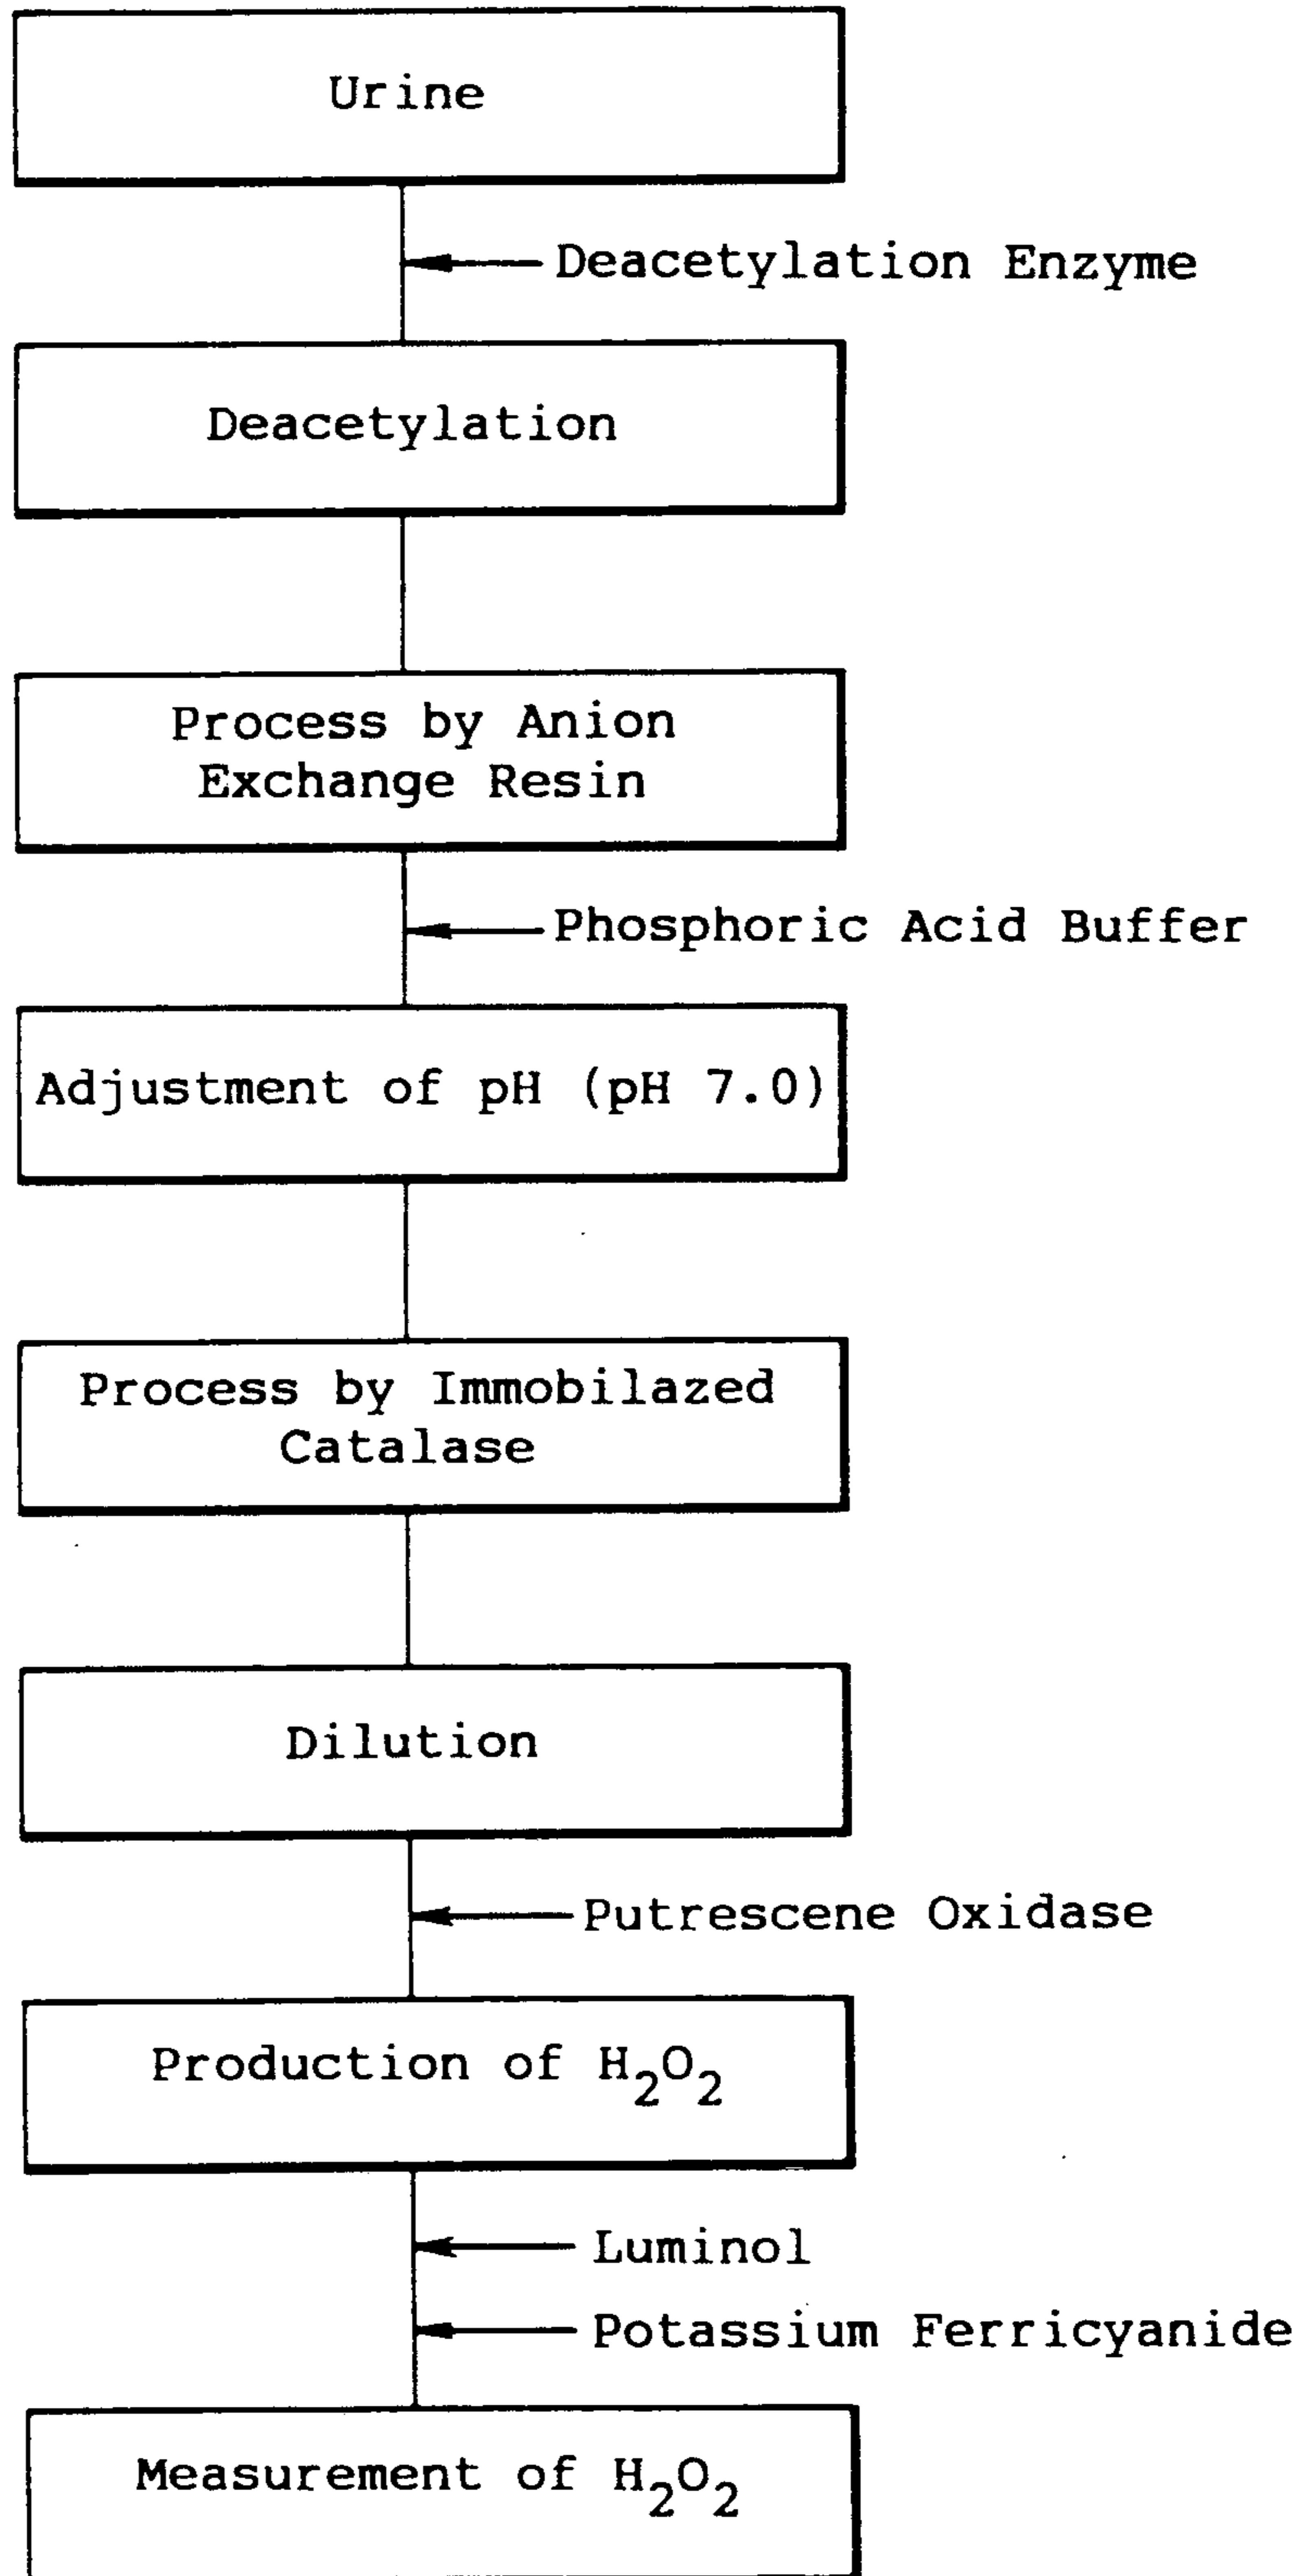 Urine
Deacetylation Enzyme
Deacetylation
Process by Anion
Exchange Resin
Phosphoric Acid Buffer
Adjustment of pH (pH 7.0)
Process by Immobilazed
Catalase
Dilution
Putrescene Oxidase
Production of H₂O₂
Luminol
Potassium Ferricyanide
Measurement of H₂O₂